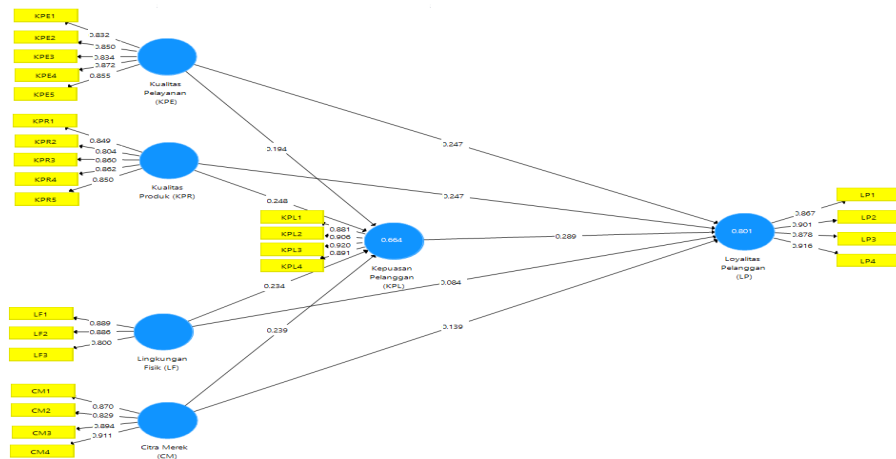 KPE1
KPE2
KPE3
KPE4
KPE5
0.832
0.850
0.834
0.872
0.855
Kualitas
Pelayanan
(KPE)
KPR1
KPR2
KPR3
KPR4
KPR5
0.849
0.804
0.860
0.862
0.850
Kualitas
Produk (KPR)
0.194
0.247
0.248
0.247
KPL1
KPL2
KPL3
KPL4
0.881
0.906
0.920
0.891
0.664
Kepuasan
Pelanggan
(KPL)
0.289
0.801
Loyalitas
Pelanggan
(LP)
0.867
0.901
0.878
0.916
LP1
LP2
LP3
LP4
0.234
0.084
0.239
0.139
LF1
LF2
LF3
0.889
0.886
0.800
Lingkungan
Fisik (LF)
CM1
CM2
CM3
CM4
0.870
0.829
0.894
0.911
Citra Merek
(CM)